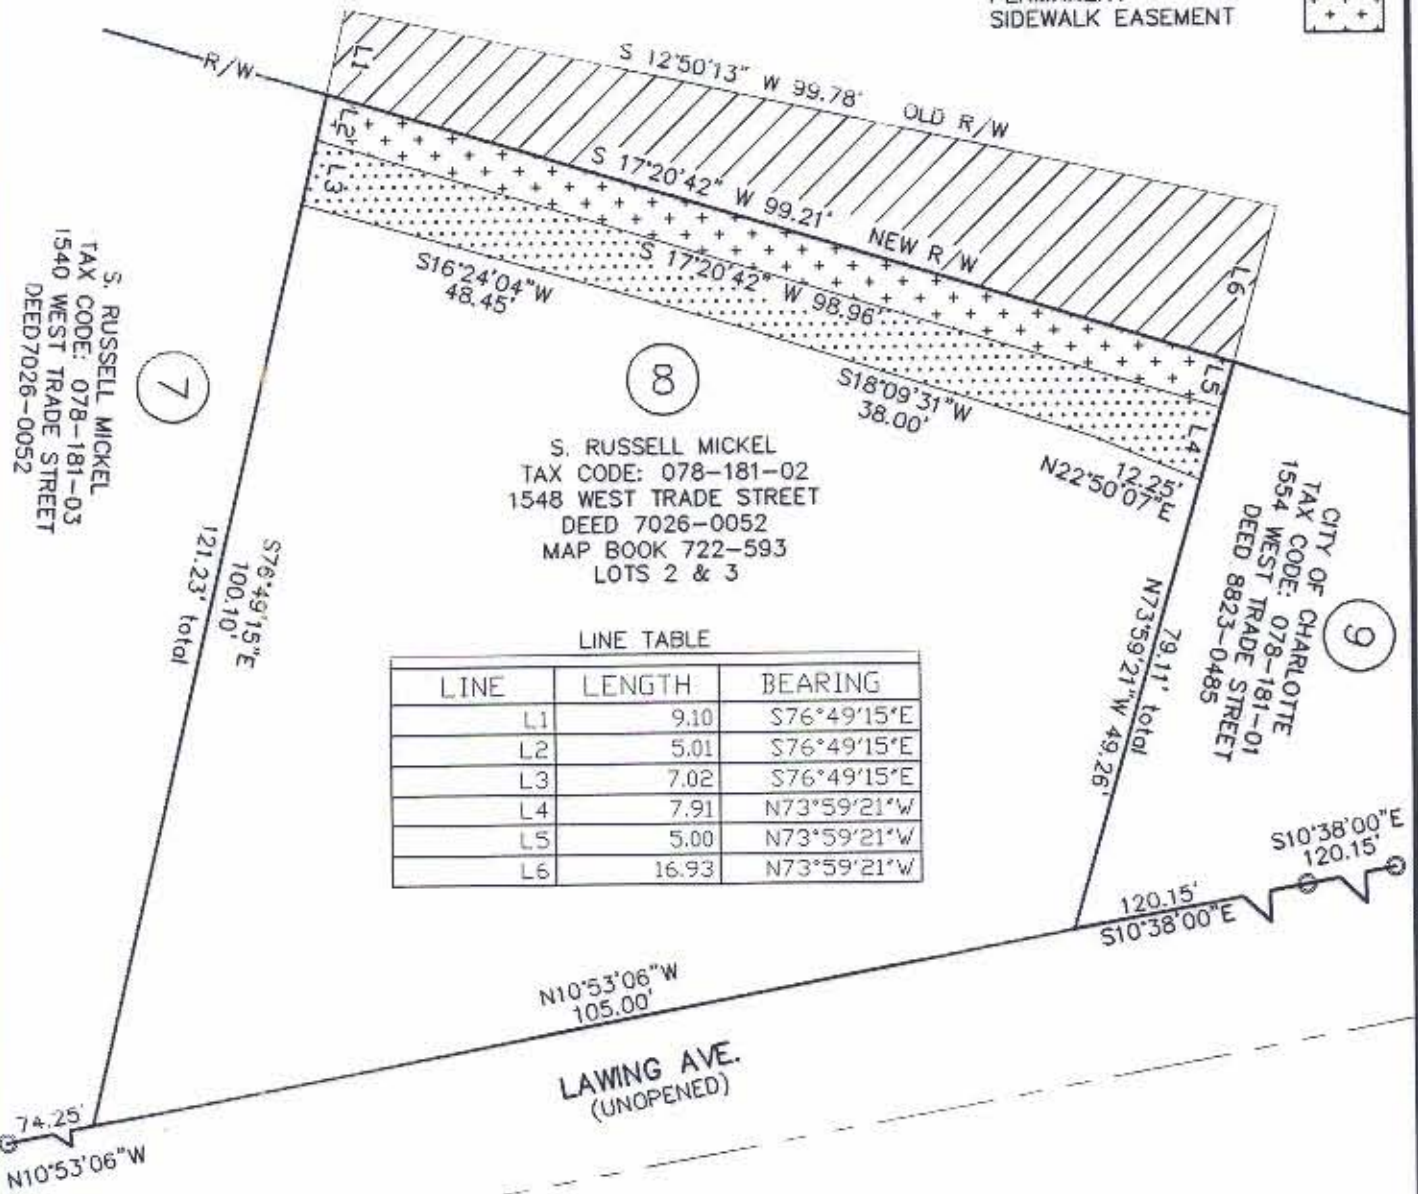 SIDEWALK EASEMENT
R/W
L1
S 12°50'13" W 99.78'
OLD R/W
L2
S 17°20'42" W 99.21'
NEW R/W
L3
S 17°20'42" W 98.96'
L6
L5
L4
S16°24'04"W
48.45'
S18°09'31"W
38.00'
12.25'
N22°50'07"E
7
S. RUSSELL MICKEL
TAX CODE: 078-181-03
1540 WEST TRADE STREET
DEED7026-0052
8
S. RUSSELL MICKEL
TAX CODE: 078-181-02
1548 WEST TRADE STREET
DEED 7026-0052
MAP BOOK 722-593
LOTS 2 & 3
9
CITY OF CHARLOTTE
TAX CODE: 078-181-01
1554 WEST TRADE STREET
DEED 8823-0485
S76°49'15"E
100.10'
121.23' total
79.11' total
N73°59'21"W 49.26'
LINE TABLE
LINE LENGTH BEARING
L1 9.10 S76°49'15"E
L2 5.01 S76°49'15"E
L3 7.02 S76°49'15"E
L4 7.91 N73°59'21"W
L5 5.00 N73°59'21"W
L6 16.93 N73°59'21"W
S10°38'00"E
120.15'
120.15'
S10°38'00"E
N10°53'06"W
105.00'
LAWING AVE.
(UNOPENED)
74.25'
N10°53'06"W